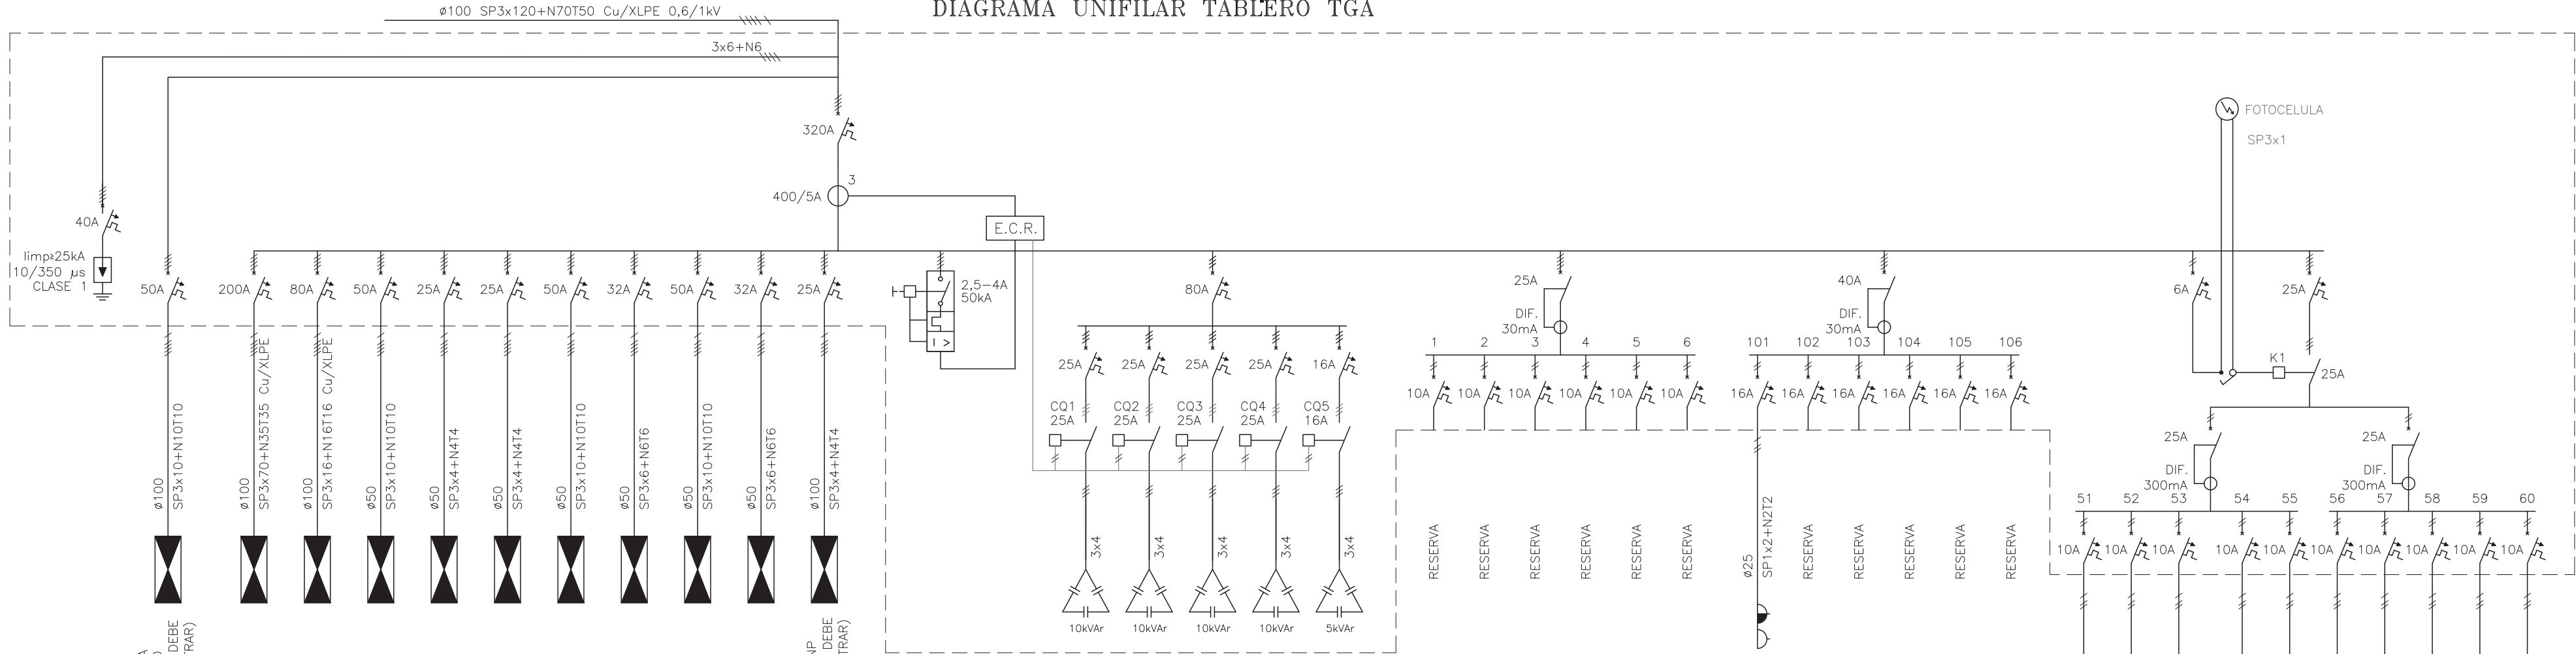 DIAGRAMA UNIFILAR TABLERO TGA
ø100 SP3x120+N70T50 Cu/XLPE 0,6/1kV
3x6+N6
320A
400/5A
3
E.C.R.
40A
Iimp≥25kA
10/350 µs
CLASE 1
50A
200A
80A
50A
25A
25A
50A
32A
50A
32A
25A
2,5-4A
50kA
80A
25A
DIF.
30mA
40A
DIF.
30mA
FOTOCELULA
SP3x1
6A
25A
K1
25A
ø100
SP3x10+N10T10
ø100
SP3x70+N35T35 Cu/XLPE
ø100
SP3x16+N16T16 Cu/XLPE
ø50
SP3x10+N10T10
ø50
SP3x4+N4T4
ø50
SP3x4+N4T4
ø50
SP3x10+N10T10
ø50
SP3x6+N6T6
ø50
SP3x10+N10T10
ø50
SP3x6+N6T6
ø100
SP3x4+N4T4
25A
25A
25A
25A
16A
CQ1
25A
CQ2
25A
CQ3
25A
CQ4
25A
CQ5
16A
3x4
3x4
3x4
3x4
3x4
10kVAr
10kVAr
10kVAr
10kVAr
5kVAr
1 2 3 4 5 6
10A 10A 10A 10A 10A 10A
RESERVA
RESERVA
RESERVA
RESERVA
RESERVA
RESERVA
101 102 103 104 105 106
16A 16A 16A 16A 16A 16A
ø25
SP1x2+N2T2
RESERVA
RESERVA
RESERVA
RESERVA
RESERVA
25A
DIF.
300mA
25A
DIF.
300mA
51 52 53 54 55 56 57 58 59 60
10A 10A 10A 10A 10A 10A 10A 10A 10A 10A
DEBE
DEBE